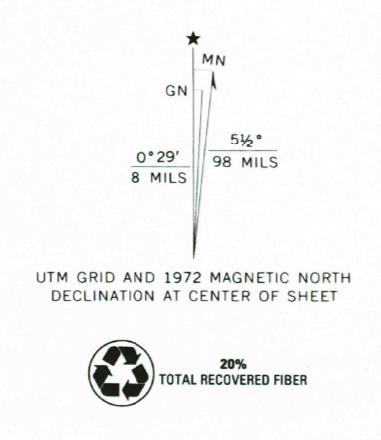 ★
MN
GN
5½°
98 MILS
0°29′
8 MILS
UTM GRID AND 1972 MAGNETIC NORTH
DECLINATION AT CENTER OF SHEET
20%
TOTAL RECOVERED FIBER